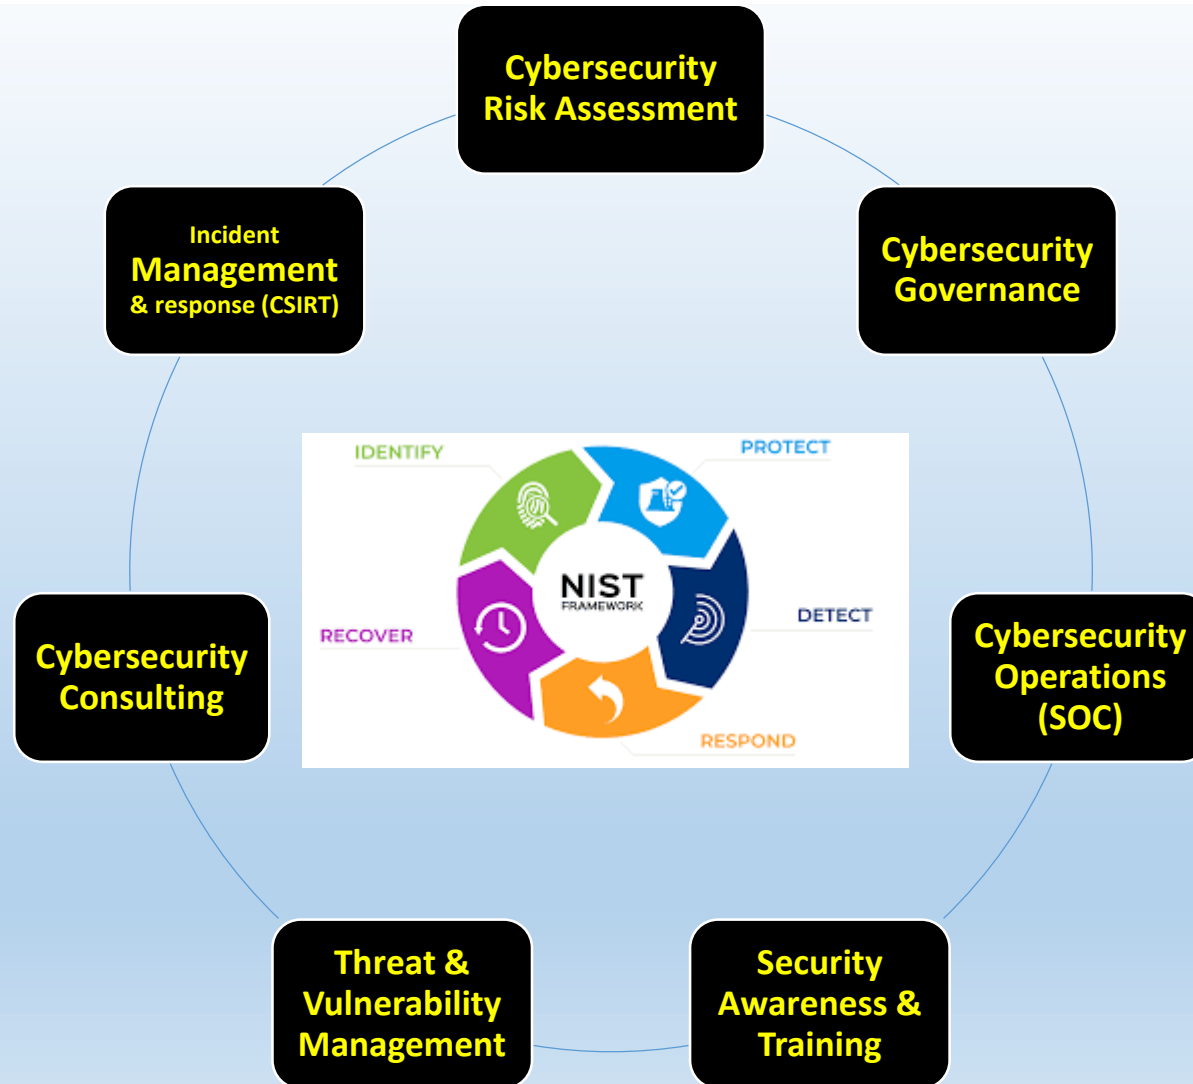 Cybersecurity
Risk Assessment
Incident
Management
& response (CSIRT)
Cybersecurity
Governance
IDENTIFY
PROTECT
NIST
FRAMEWORK
RECOVER
DETECT
RESPOND
Cybersecurity
Consulting
Cybersecurity
Operations
(SOC)
Threat &
Vulnerability
Management
Security
Awareness &
Training